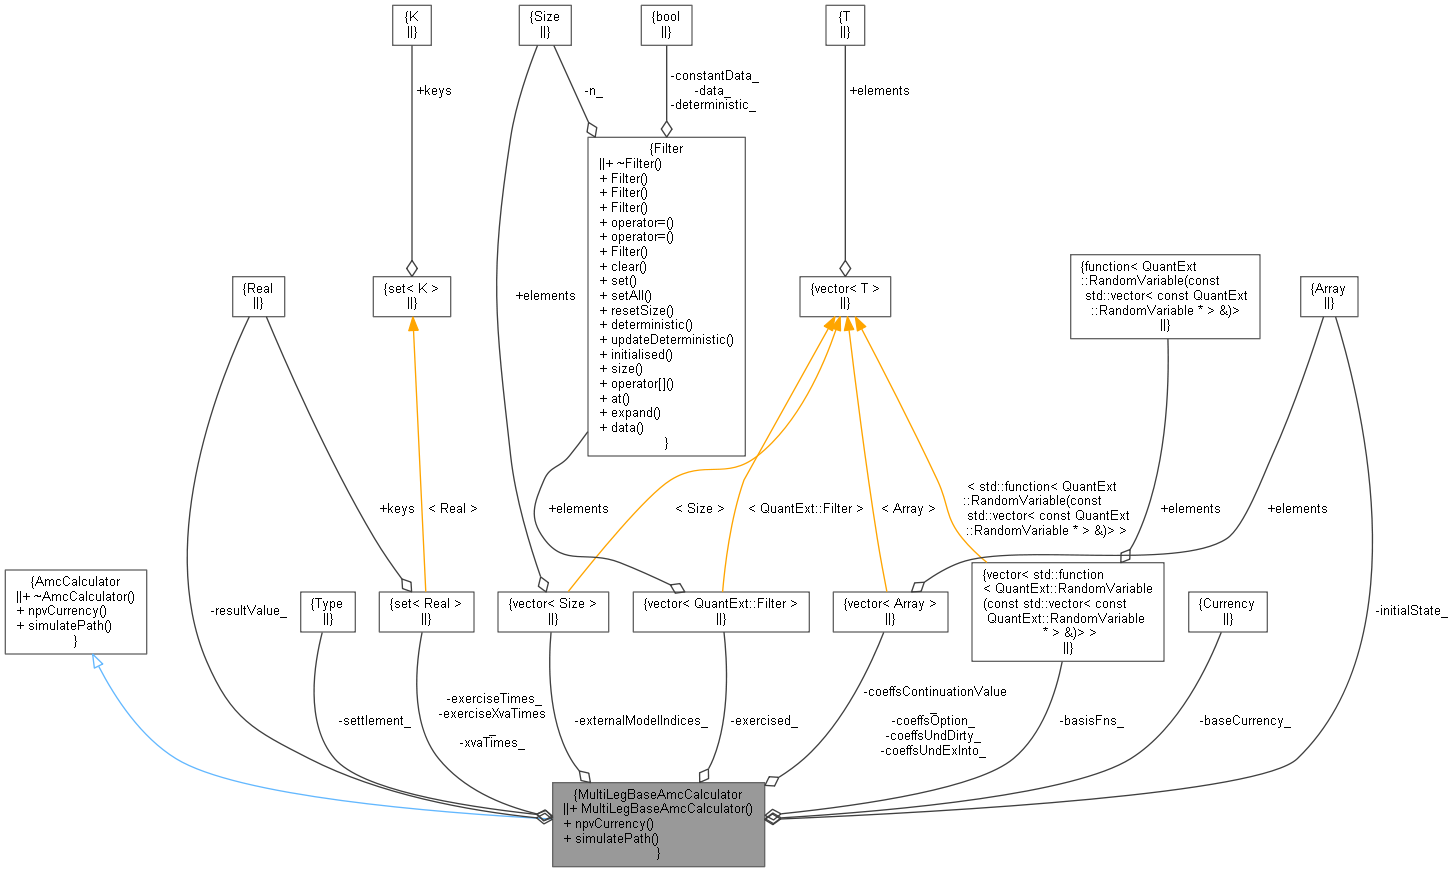 {K
||}
{Size
||}
{bool
||}
{T
||}
+keys
-n_
-constantData_
-data_
-deterministic_
+elements
{Filter
||+ ~Filter()
+ Filter()
+ Filter()
+ Filter()
+ operator=()
+ operator=()
+ Filter()
+ clear()
+ set()
+ setAll()
+ resetSize()
+ deterministic()
+ updateDeterministic()
+ initialised()
+ size()
+ operator[]()
+ at()
+ expand()
+ data()
}
{Real
||}
{set< K >
||}
+elements
{vector< T >
||}
{function< QuantExt
::RandomVariable(const
std::vector< const QuantExt
::RandomVariable * > &)>
||}
{Array
||}
+keys
< Real >
+elements
< Size >
< QuantExt::Filter >
< Array >
< std::function< QuantExt
::RandomVariable(const
std::vector< const QuantExt
::RandomVariable * > &)> >
+elements
+elements
{AmcCalculator
||+ ~AmcCalculator()
+ npvCurrency()
+ simulatePath()
}
-resultValue_
{Type
||}
{set< Real >
||}
{vector< Size >
||}
{vector< QuantExt::Filter >
||}
{vector< Array >
||}
{vector< std::function
< QuantExt::RandomVariable
(const std::vector< const
QuantExt::RandomVariable
* > &)> >
||}
{Currency
||}
-initialState_
-settlement_
-exerciseTimes_
-exerciseXvaTimes
_
-xvaTimes_
-externalModelIndices_
-exercised_
-coeffsContinuationValue
_
-coeffsOption_
-coeffsUndDirty_
-coeffsUndExInto_
-basisFns_
-baseCurrency_
{MultiLegBaseAmcCalculator
||+ MultiLegBaseAmcCalculator()
+ npvCurrency()
+ simulatePath()
}